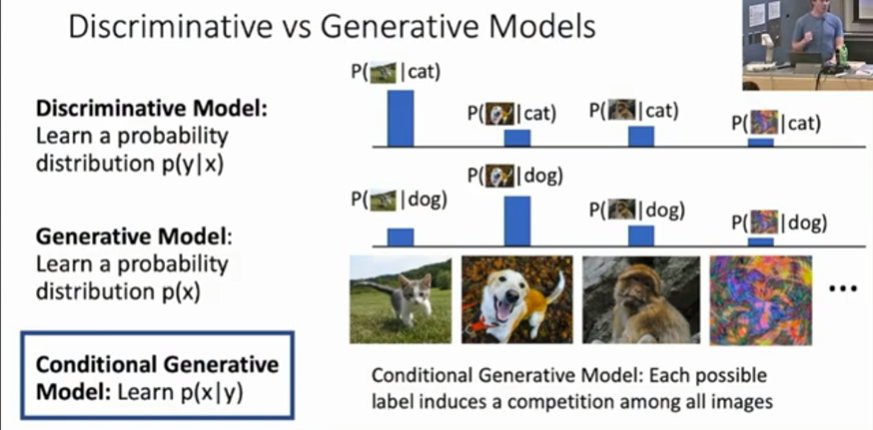 Discriminative vs Generative Models
Discriminative Model:
Learn a probability
distribution p(y|x)
Generative Model:
Learn a probability
distribution p(x)
Conditional Generative
Model: Learn p(x|y)
P( |cat)
P( |cat)
P( |cat)
P( |cat)
P( |dog)
P( |dog)
P( |dog)
P( |dog)
...
Conditional Generative Model: Each possible
label induces a competition among all images